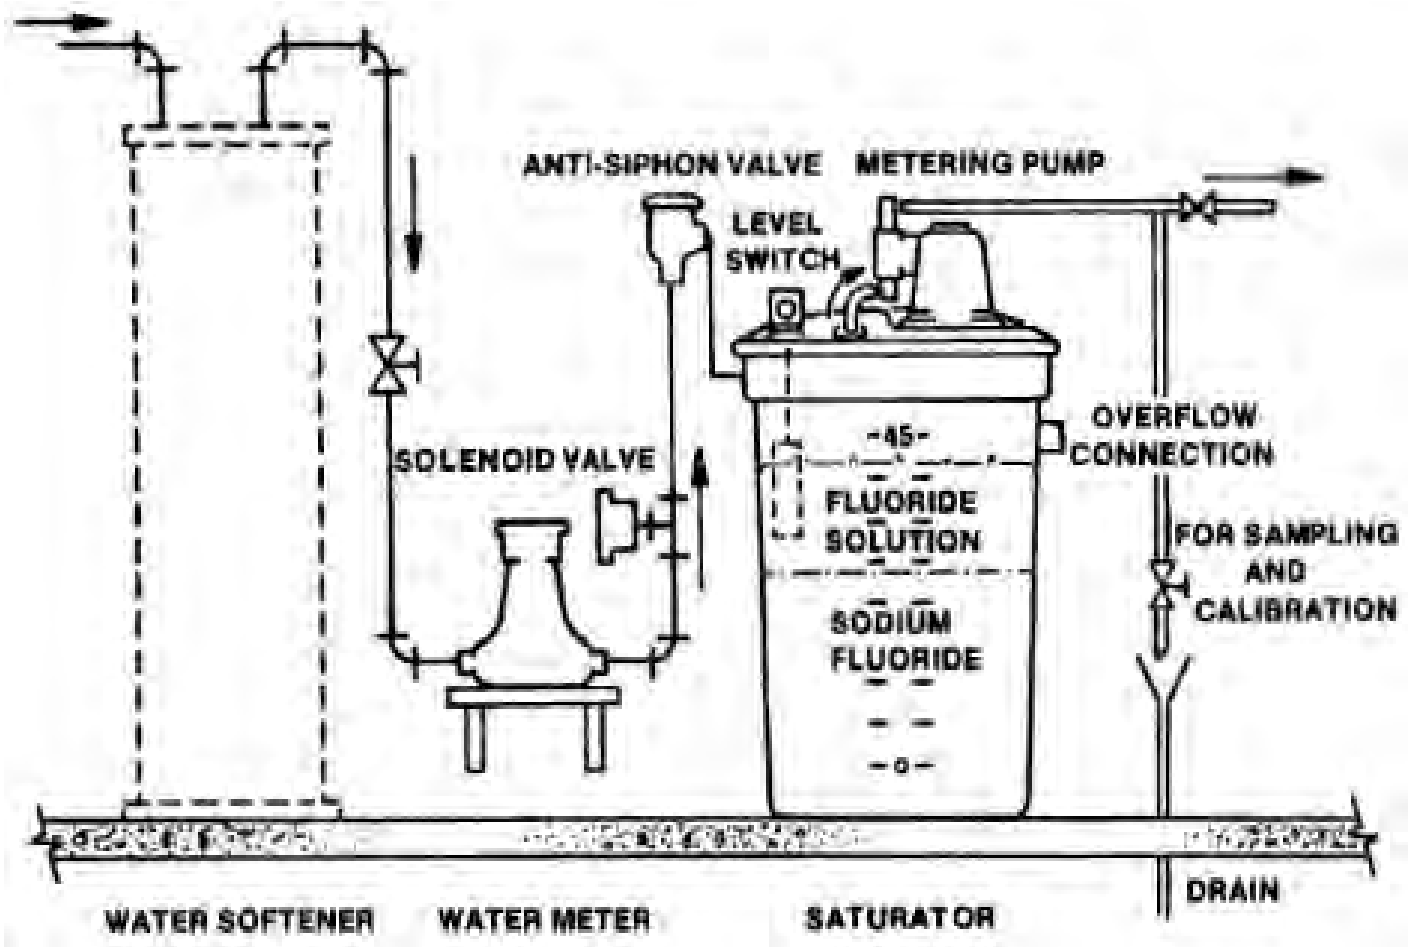 ANTI-SIPHON VALVE
METERING PUMP
LEVEL
SWITCH
SOLENOID VALVE
-45-
OVERFLOW
CONNECTION
FLUORIDE
SOLUTION
FOR SAMPLING
AND
CALIBRATION
SODIUM
FLUORIDE
-0-
DRAIN
WATER SOFTENER
WATER METER
SATURATOR